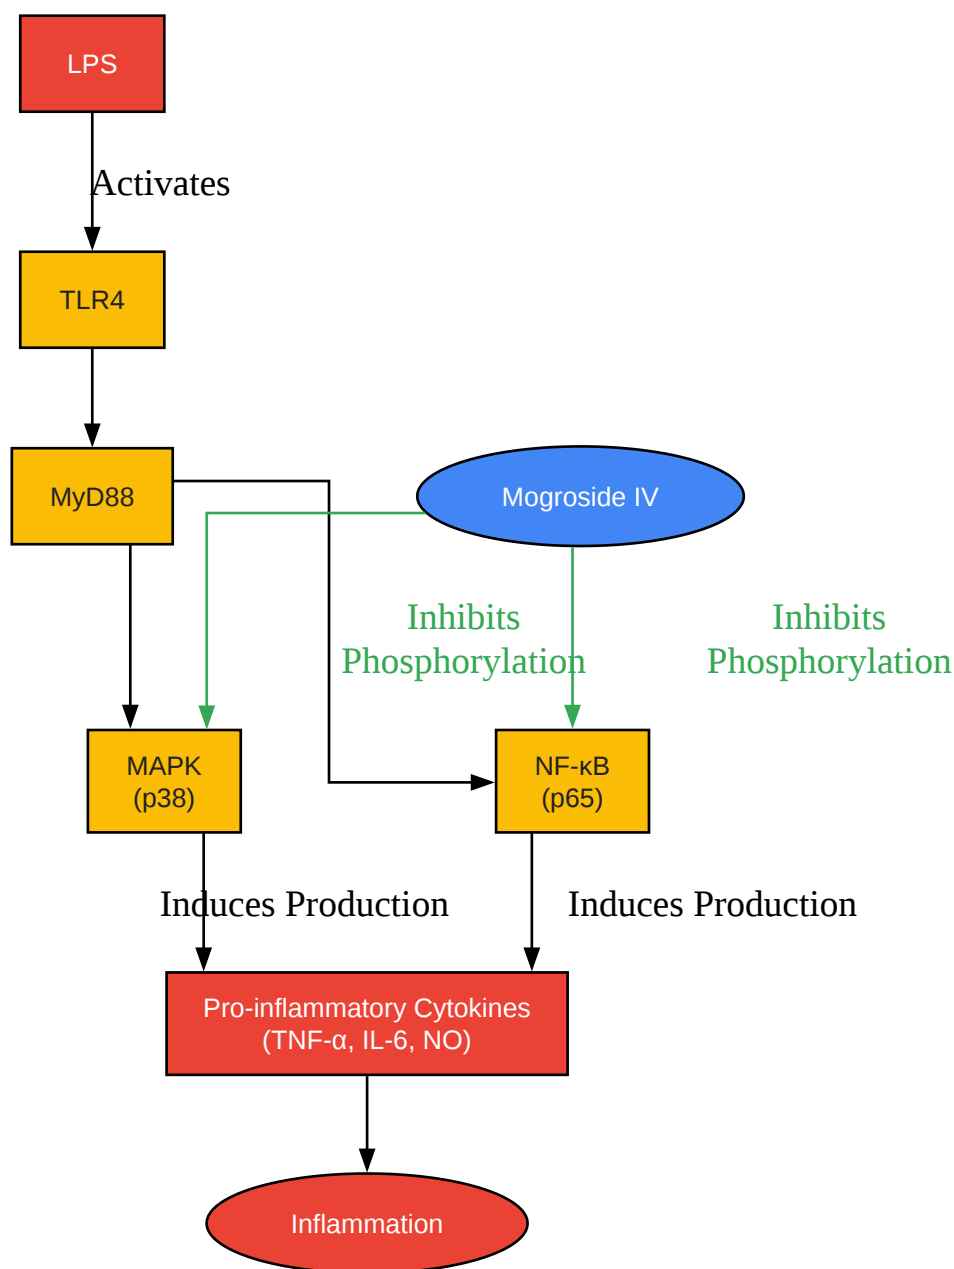 LPS
Activates
TLR4
MyD88
Mogroside IV
Inhibits
Phosphorylation
Inhibits
Phosphorylation
MAPK
(p38)
NF-κB
(p65)
Induces Production
Induces Production
Pro-inflammatory Cytokines
(TNF-α, IL-6, NO)
Inflammation